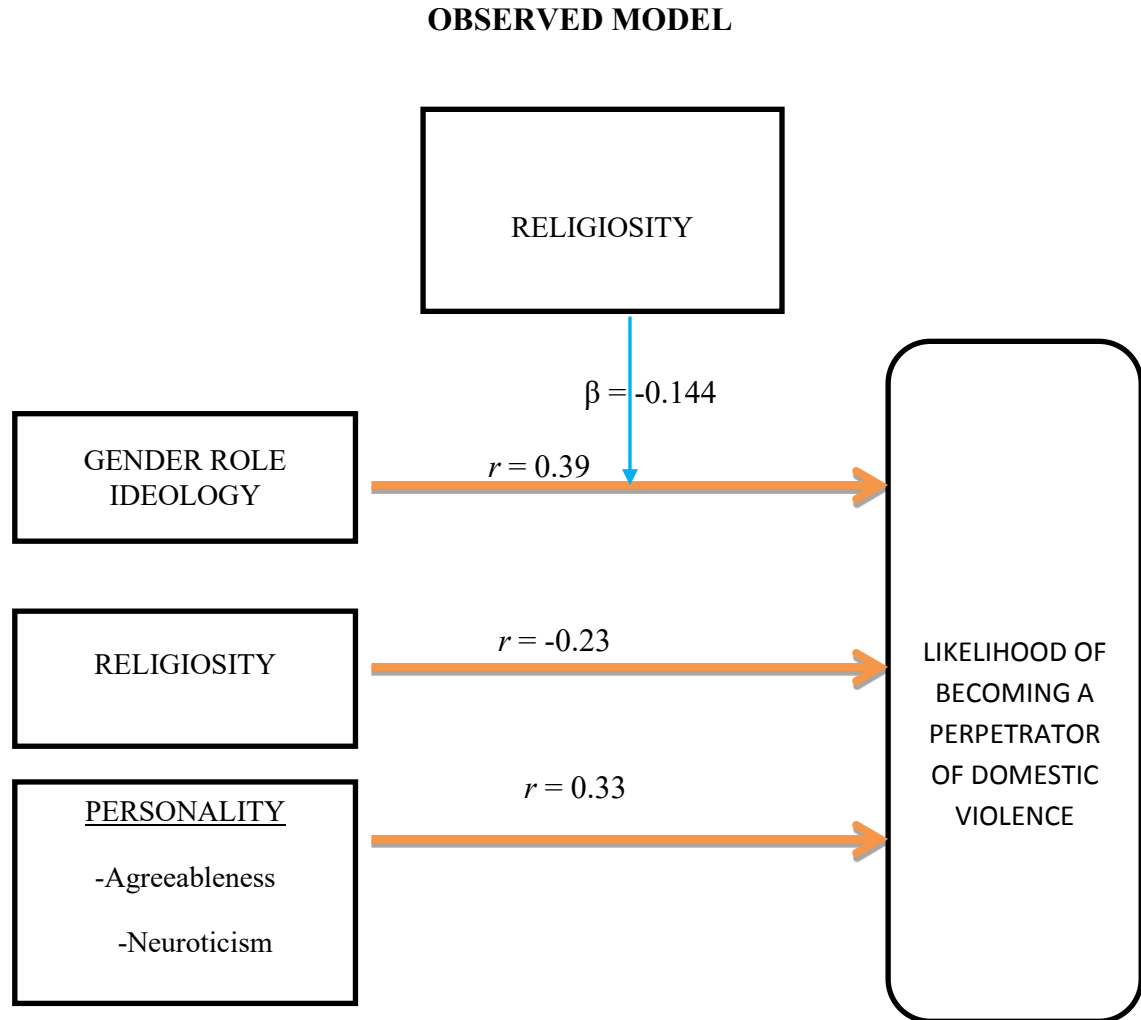 OBSERVED MODEL
RELIGIOSITY
β = -0.144
GENDER ROLE
IDEOLOGY
r = 0.39
RELIGIOSITY
r = -0.23
PERSONALITY
-Agreeableness
-Neuroticism
r = 0.33
LIKELIHOOD OF
BECOMING A
PERPETRATOR
OF DOMESTIC
VIOLENCE